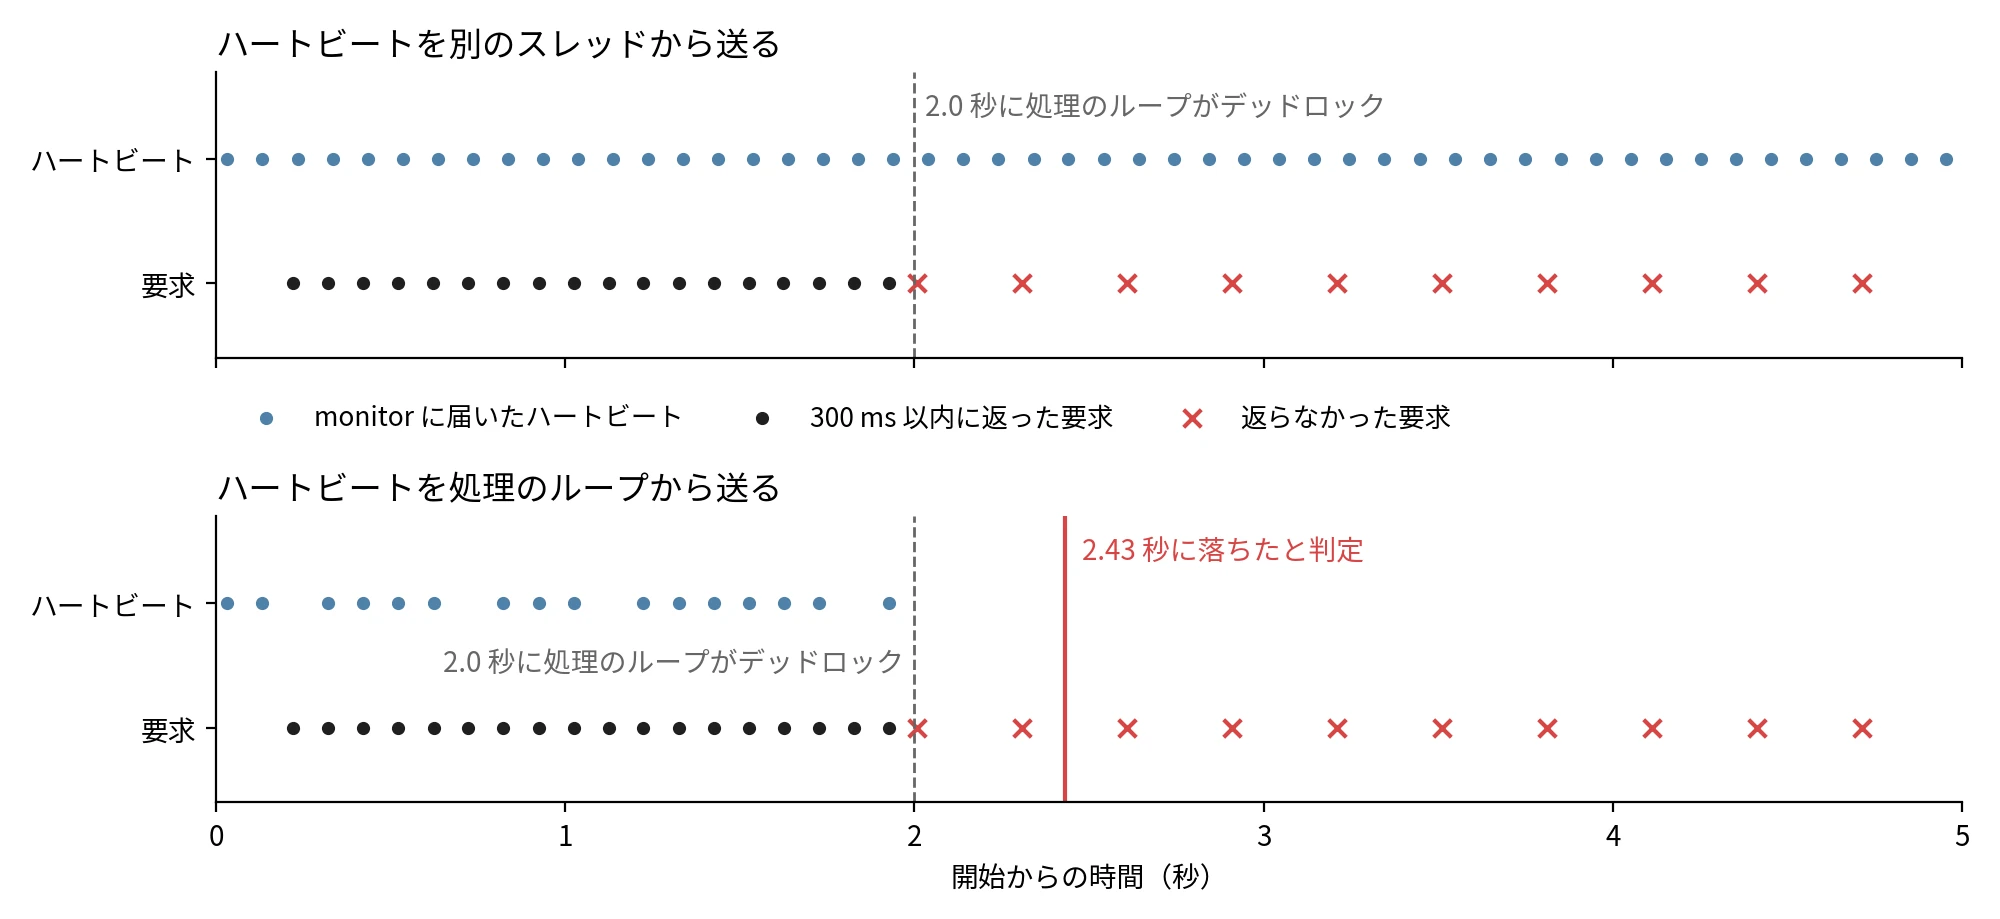 ハートビートを別のスレッドから送る
2.0 秒に処理のループがデッドロック
ハートビート
要求
monitor に届いたハートビート
300 ms 以内に返った要求
返らなかった要求
ハートビートを処理のループから送る
2.43 秒に落ちたと判定
ハートビート
2.0 秒に処理のループがデッドロック
要求
0 1 2 3 4 5
開始からの時間（秒）